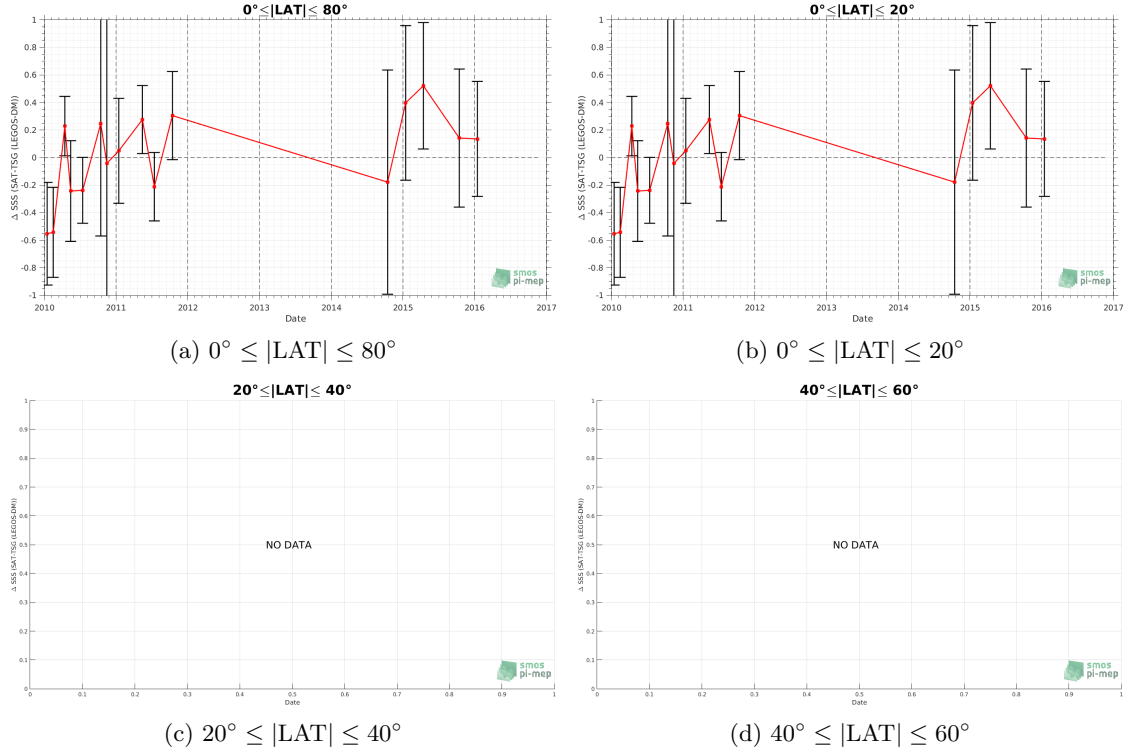 0°≤|LAT|≤ 80°
1
0.8
0.6
0.4
0.2
0
-0.2
-0.4
-0.6
-0.8
-1
Δ SSS (SAT-TSG (LEGOS-DM))
2010 2011 2012 2013 2014 2015 2016 2017
Date
smos
pi-mep
(a) 0° ≤ |LAT| ≤ 80°
0°≤|LAT|≤ 20°
1
0.8
0.6
0.4
0.2
0
-0.2
-0.4
-0.6
-0.8
-1
Δ SSS (SAT-TSG (LEGOS-DM))
2010 2011 2012 2013 2014 2015 2016 2017
Date
smos
pi-mep
(b) 0° ≤ |LAT| ≤ 20°
20°≤|LAT|≤ 40°
1
0.9
0.8
0.7
0.6
0.5
0.4
0.3
0.2
0.1
0
Δ SSS (SAT-TSG (LEGOS-DM))
NO DATA
0 0.1 0.2 0.3 0.4 0.5 0.6 0.7 0.8 0.9 1
Date
smos
pi-mep
(c) 20° ≤ |LAT| ≤ 40°
40°≤|LAT|≤ 60°
1
0.9
0.8
0.7
0.6
0.5
0.4
0.3
0.2
0.1
0
Δ SSS (SAT-TSG (LEGOS-DM))
NO DATA
0 0.1 0.2 0.3 0.4 0.5 0.6 0.7 0.8 0.9 1
Date
smos
pi-mep
(d) 40° ≤ |LAT| ≤ 60°